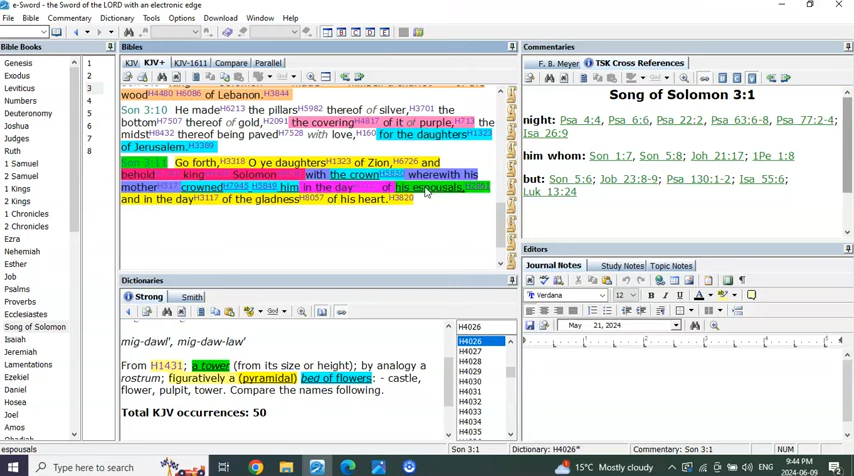 e-Sword - the Sword of the LORD with an electronic edge
File Bible Commentary Dictionary Tools Options Download Window Help
A B C D E
Bible Books
Genesis
Exodus
Leviticus
Numbers
Deuteronomy
Joshua
Judges
Ruth
1 Samuel
2 Samuel
1 Kings
2 Kings
1 Chronicles
2 Chronicles
Ezra
Nehemiah
Esther
Job
Psalms
Proverbs
Ecclesiastes
Song of Solomon
Isaiah
Jeremiah
Lamentations
Ezekiel
Daniel
Hosea
Joel
Amos
1
2
3
4
5
6
7
8
Bibles
KJV KJV+ KJV-1611 Compare Parallel
wood H4480 H6086 of Lebanon. H3844
Son 3:10 He made H6213 the pillars H5982 thereof of silver, H3701 the
bottom H7507 thereof of gold, H2091 the covering H4817 of it of purple, H713 the
midst H8432 thereof being paved H7528 with love, H160 for the daughters H1323
of Jerusalem. H3389
Son 3:11 Go forth, H3318 O ye daughters H1323 of Zion, H6726 and
behold king Solomon with the crown H5850 wherewith his
mother H517 crowned H7945 H5849 him in the day of his espousals, H2861
and in the day H3117 of the gladness H8057 of his heart. H3820
Dictionaries
Strong Smith
H4026
mig-dawl', mig-daw-law'
From H1431; a tower (from its size or height); by analogy a
rostrum; figuratively a (pyramidal) bed of flowers: - castle,
flower, pulpit, tower. Compare the names following.
Total KJV occurrences: 50
H4026
H4027
H4028
H4029
H4030
H4031
H4032
H4033
H4034
H4035
Commentaries
F. B. Meyer TSK Cross References
Song of Solomon 3:1
night: Psa 4:4, Psa 6:6, Psa 22:2, Psa 63:6-8, Psa 77:2-4;
Isa 26:9
him whom: Son 1:7, Son 5:8; Joh 21:17; 1Pe 1:8
but: Son 5:6; Job 23:8-9; Psa 130:1-2; Isa 55:6;
Luk 13:24
Editors
Journal Notes Study Notes Topic Notes
Verdana 12 B I U A
May 21, 2024
espousals Son 3:1 Dictionary: H4026* Commentary: Son 3:1 NUM
Type here to search
15°C Mostly cloudy ENG
9:44 PM
2024-06-09